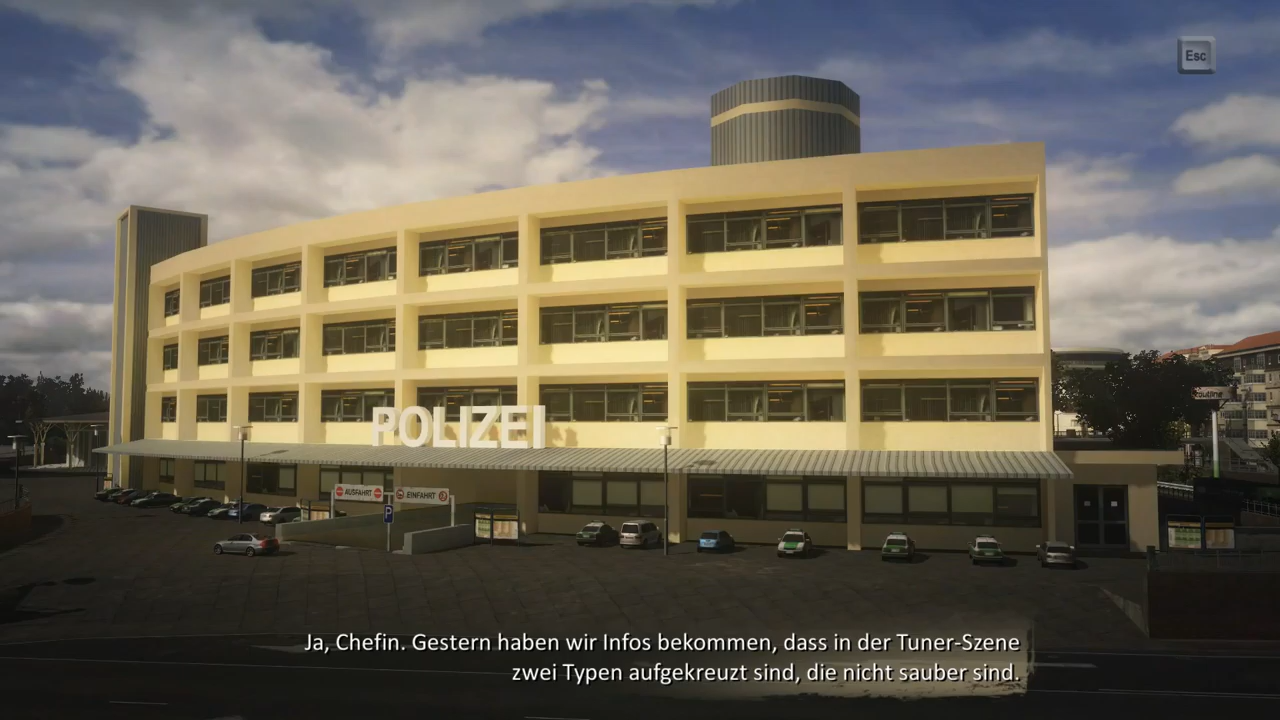 Esc
POLIZEI
AUSFAHRT
EINFAHRT
P
Ja, Chefin. Gestern haben wir Infos bekommen, dass in der Tuner-Szene
zwei Typen aufgekreuzt sind, die nicht sauber sind.